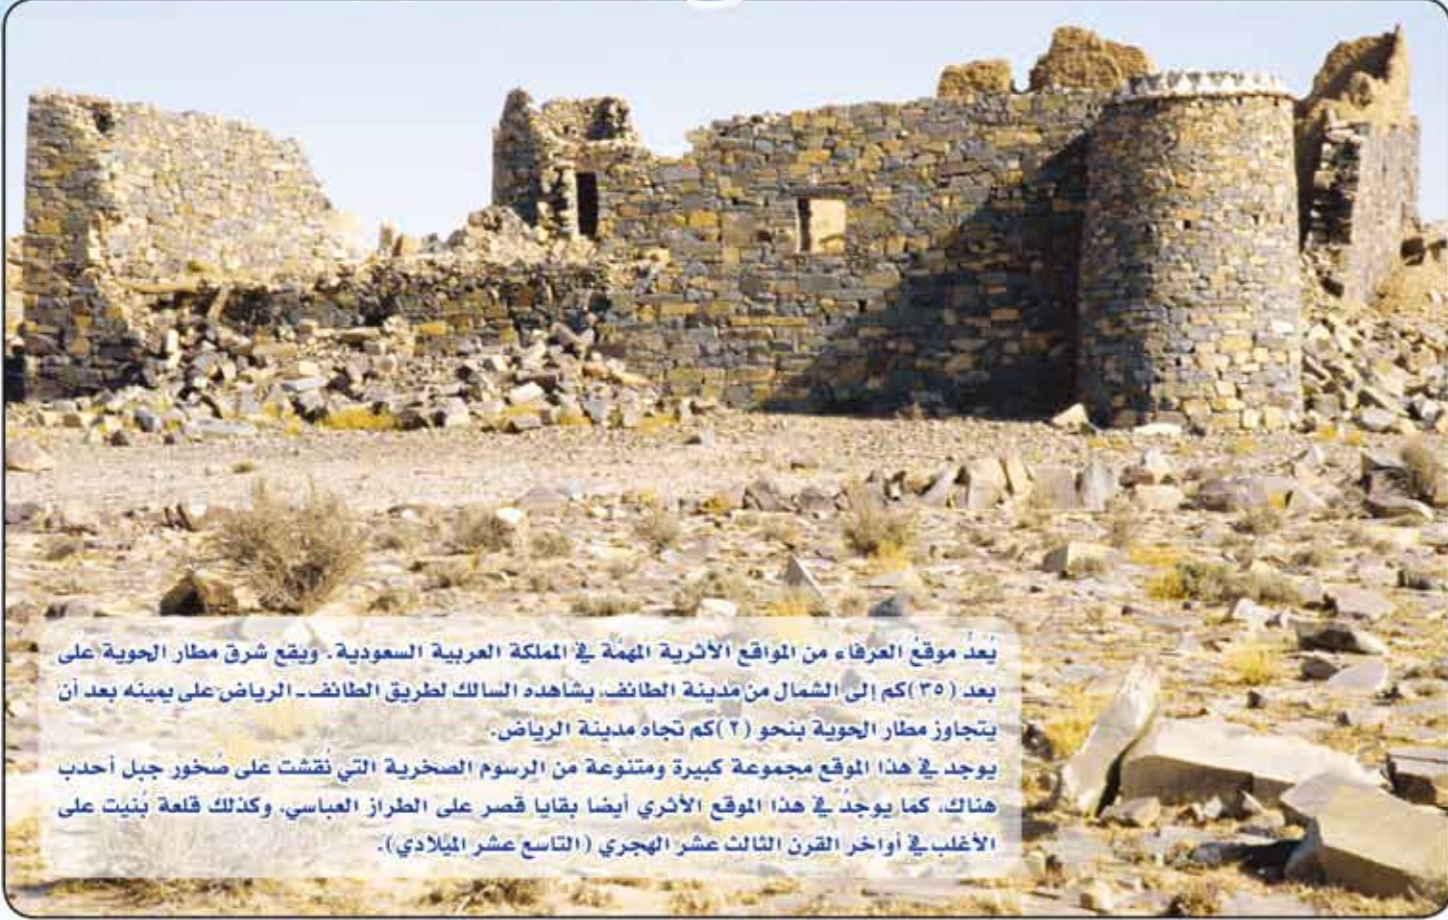 يُعدُّ موقعُ العرفاء من المواقع الأثرية المهمَّة في المملكة العربية السعودية. ويقع شرق مطار الحوية على
بعد (٣٥) كم إلى الشمال من مدينة الطائف، يشاهده السالك لطريق الطائف ـ الرياض على يمينه بعد أن
يتجاوز مطار الحوية بنحو (٢) كم تجاه مدينة الرياض.
يوجد في هذا الموقع مجموعة كبيرة ومتنوعة من الرسوم الصخرية التي نُقشت على صُخور جبل أحدب
هناك، كما يوجدُ في هذا الموقع الأثري أيضا بقايا قصر على الطراز العباسي، وكذلك قلعة بُنيت على
الأغلب في أواخر القرن الثالث عشر الهجري (التاسع عشر الميلادي).